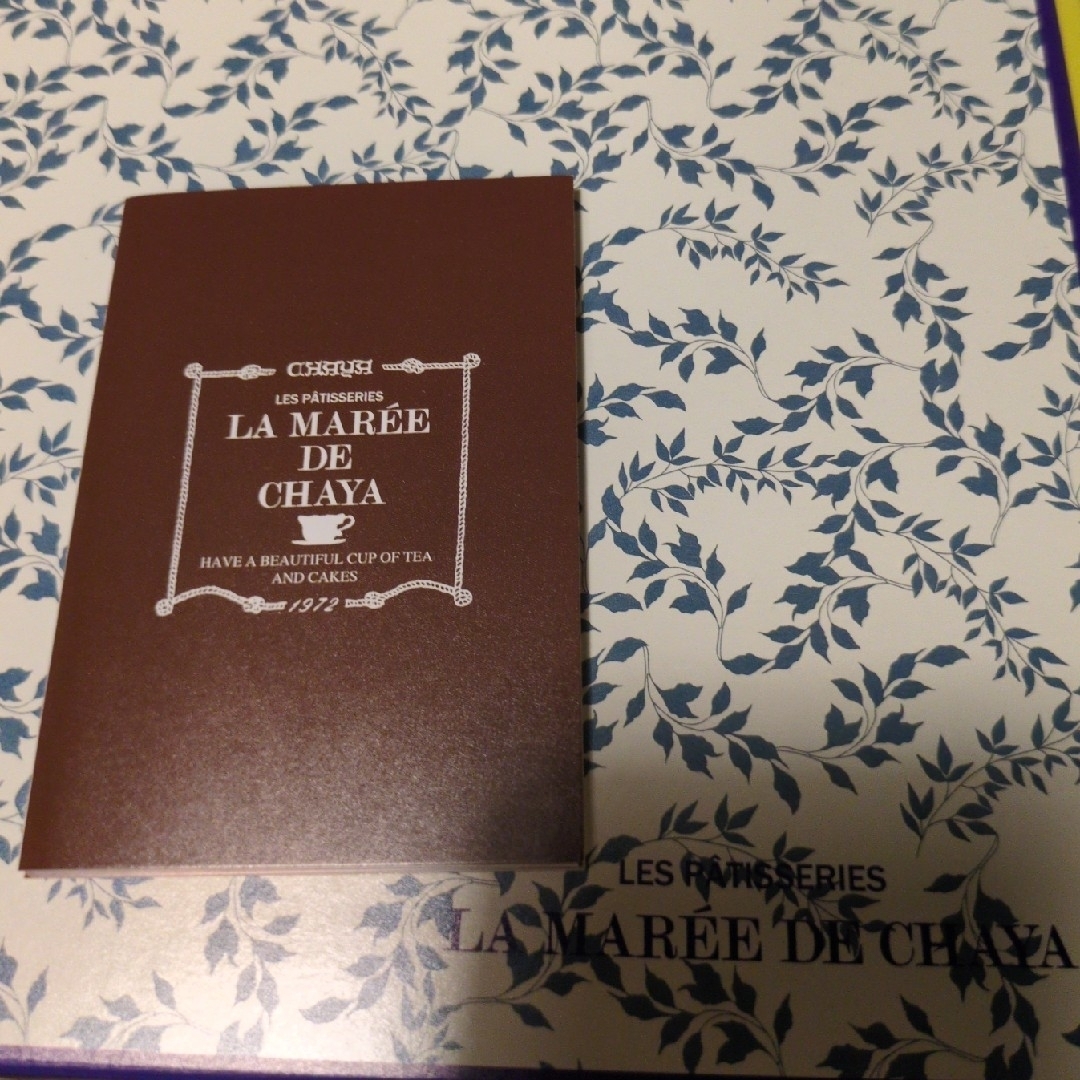 CHAYA
LES PÂTISSERIES
LA MARÉE
DE
CHAYA
HAVE A BEAUTIFUL CUP OF TEA
AND CAKES
1972
LES PÂTISSERIES
LA MARÉE DE CHAYA